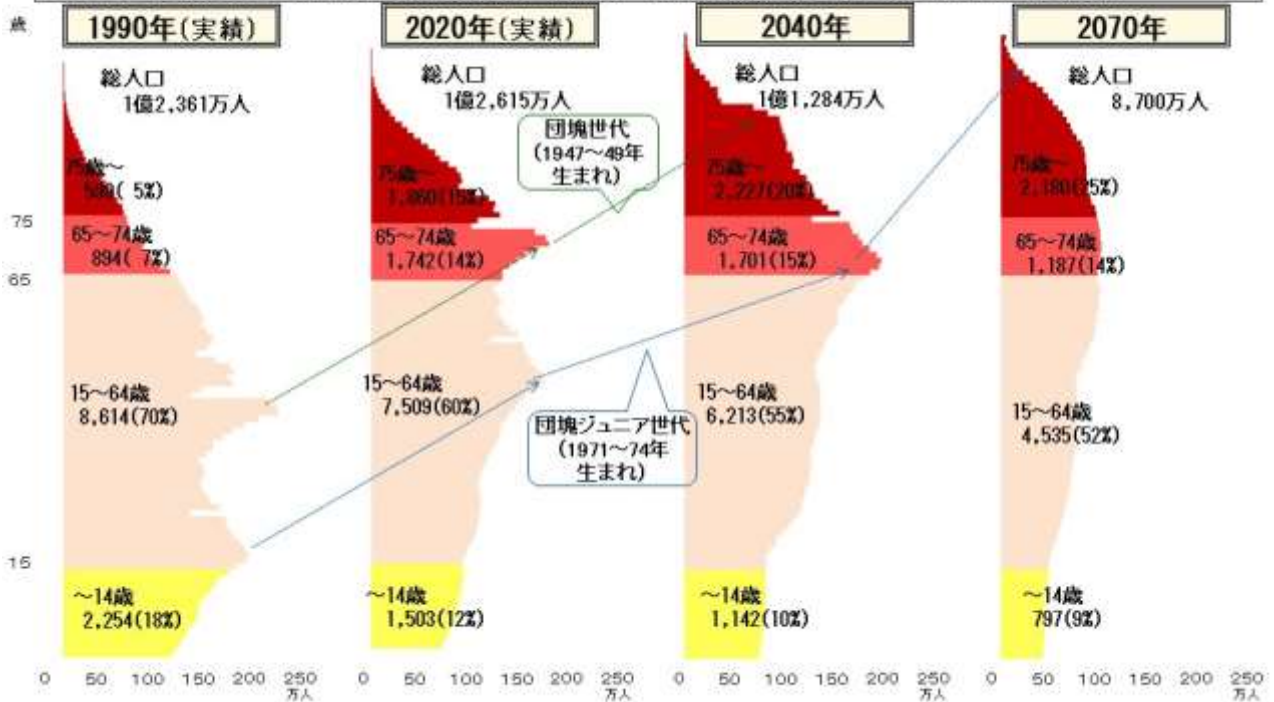 歳
1990年(実績)
総人口
1億2,361万人
75歳～
599( 5%)
65～74歳
894( 7%)
15～64歳
8,614(70%)
～14歳
2,254(18%)
2020年(実績)
総人口
1億2,615万人
75歳～
1,860(15%)
65～74歳
1,742(14%)
15～64歳
7,509(60%)
～14歳
1,503(12%)
団塊世代
(1947～49年
生まれ)
団塊ジュニア世代
(1971～74年
生まれ)
2040年
総人口
1億1,284万人
75歳～
2,227(20%)
65～74歳
1,701(15%)
15～64歳
6,213(55%)
～14歳
1,142(10%)
2070年
総人口
8,700万人
75歳～
2,180(25%)
65～74歳
1,187(14%)
15～64歳
4,535(52%)
～14歳
797(9%)
75
65
15
0 50 100 150 200 250
万人
0 50 100 150 200 250
万人
0 50 100 150 200 250
万人
0 50 100 150 200 250
万人